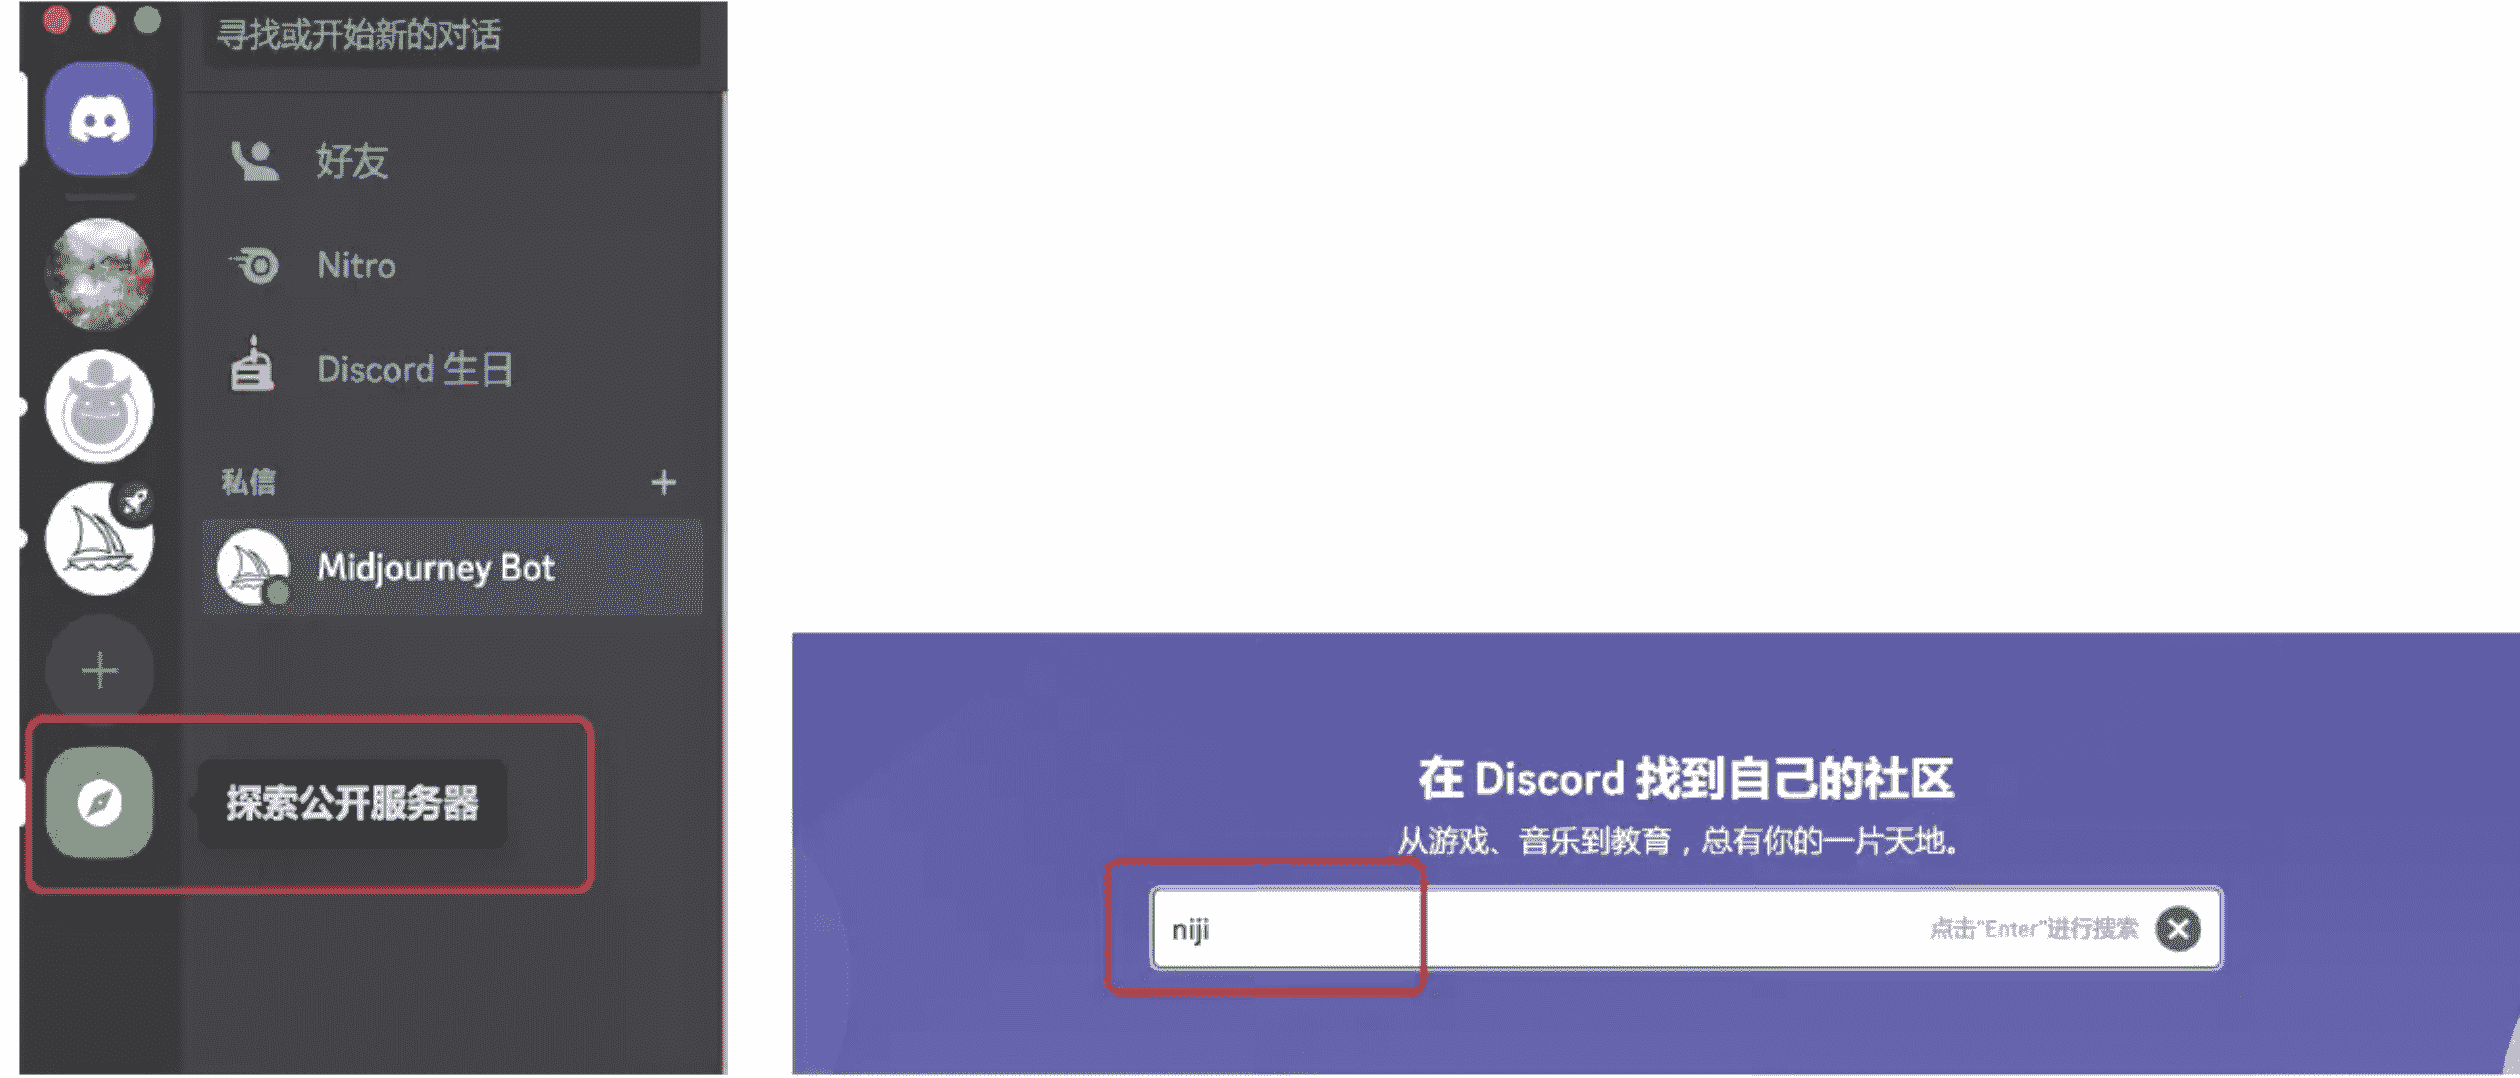 寻找或开始新的对话
好友
Nitro
Discord 生日
私信
Midjourney Bot
探索公开服务器
在 Discord 找到自己的社区
从游戏、音乐到教育，总有你的一片天地。
niji
点击"Enter"进行搜索